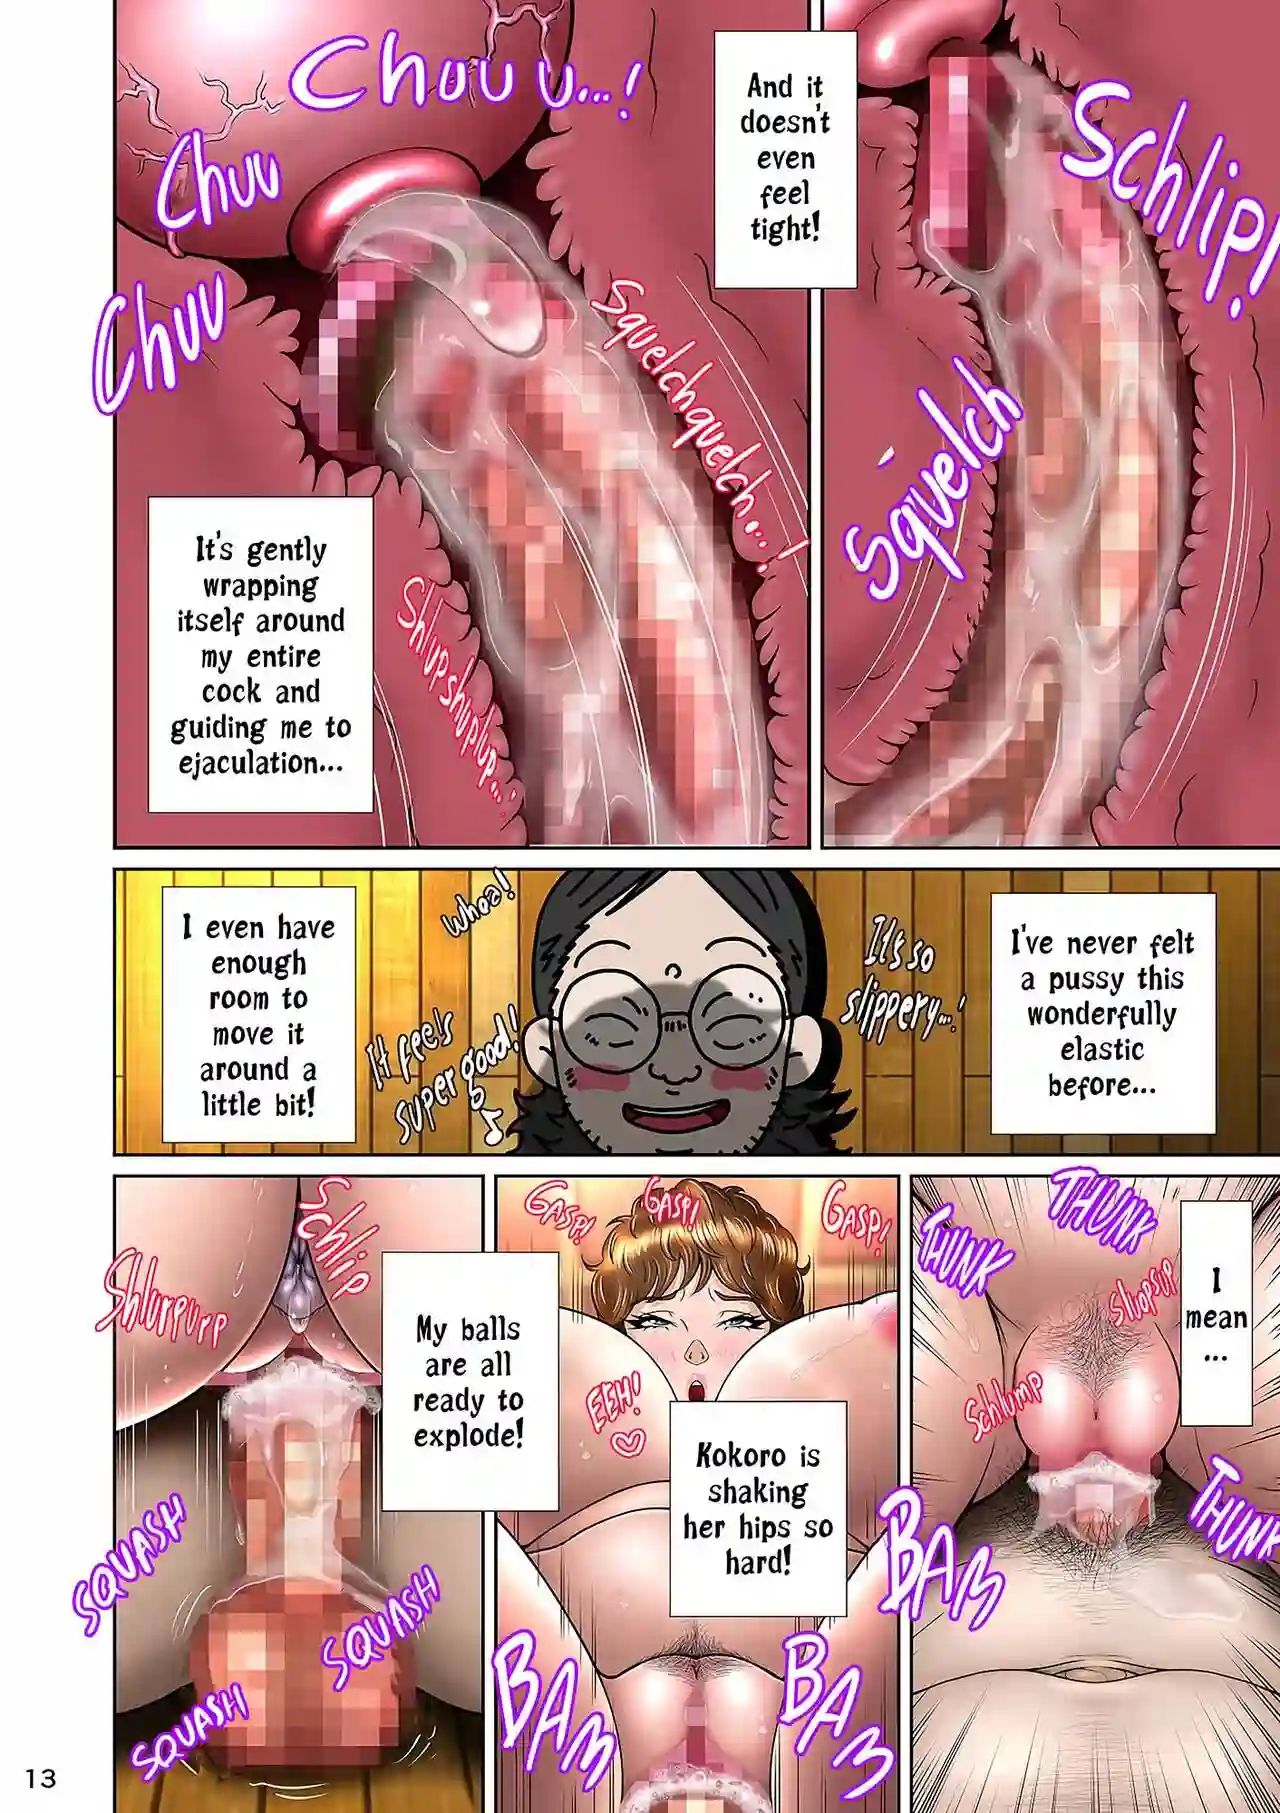 SCHLIP!
And it
doesn't
even
feel
tight!
SQUELCH
CHUU U...!
CHUU
CHUU
SQUELCHQUELCH...!
It's gently
wrapping
itself around
my entire
cock and
guiding me to
ejaculation...
SHLUPSHLUPLUP...
I've never felt
a pussy this
wonderfully
elastic
before...
IT'S SO
SLIPPERY...!
WHOA!
IT FEELS
SUPER GOOD!
I even have
enough
room to
move it
around a
little bit!
I
mean
...
THUNK
THUNK
SLUPSUP
SCHLUMP
THUNK
BAM
GASP!
GASP!
GASP!
EEH!
Kokoro is
shaking
her hips so
hard!
BAM
BAM
My balls
are all
ready to
explode!
SCHLIP
SHLURPURP
SQUASH
SQUASH
SQUASH
13